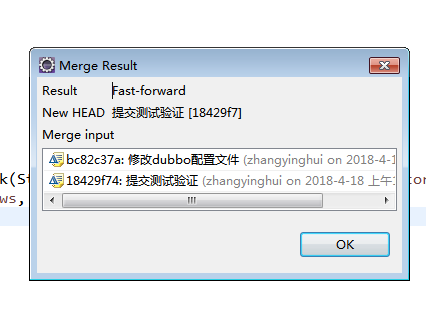 Merge Result
Result Fast-forward
New HEAD 提交测试验证 [18429f7]
Merge input
k(S
bc82c37a: 修改dubbo配置文件 (zhangyinghui on 2018-4-1
18429f74: 提交测试验证 (zhangyinghui on 2018-4-18 上午
tor
ws,
OK